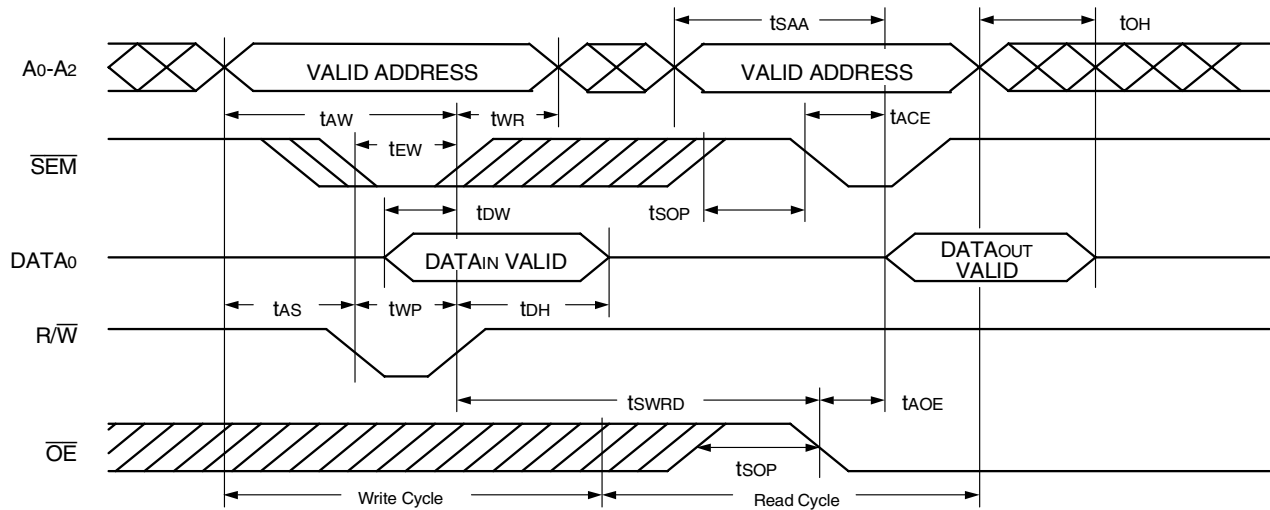 tSAA
tOH
A0-A2
VALID ADDRESS
VALID ADDRESS
tAW
tWR
tACE
tEW
SEM
tDW
tSOP
DATA0
DATAIN VALID
DATAOUT
VALID
tAS
tWP
tDH
R/W
tSWRD
tAOE
OE
tSOP
Write Cycle
Read Cycle